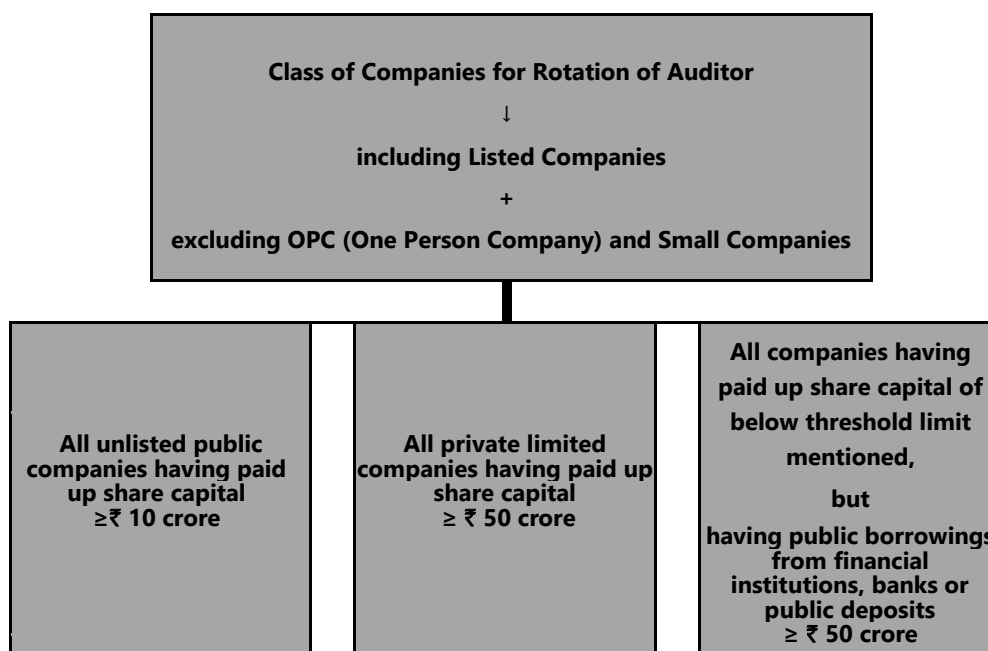 Class of Companies for Rotation of Auditor
↓
including Listed Companies
+
excluding OPC (One Person Company) and Small Companies
All unlisted public
companies having paid
up share capital
≥₹ 10 crore
All private limited
companies having paid up
share capital
≥ ₹ 50 crore
All companies having
paid up share capital of
below threshold limit
mentioned,
but
having public borrowings
from financial
institutions, banks or
public deposits
≥ ₹ 50 crore